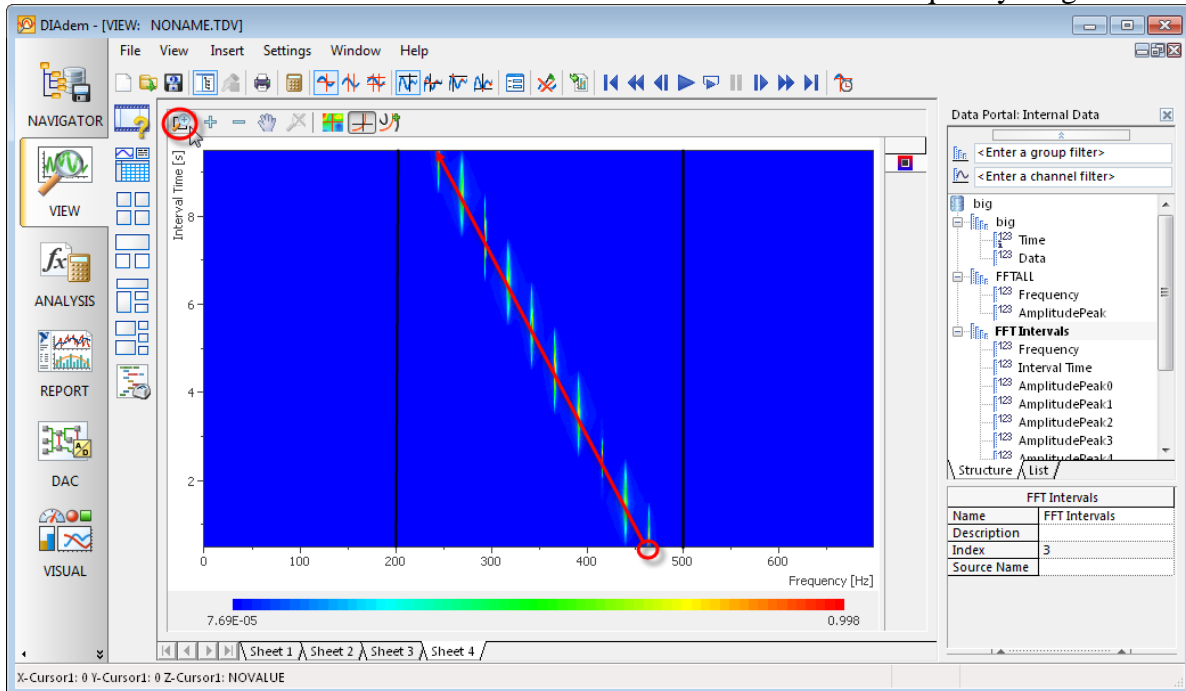 DIAdem - [VIEW: NONAME.TDV]
File View Insert Settings Window Help
NAVIGATOR
VIEW
ANALYSIS
REPORT
DAC
VISUAL
Interval Time [s]
8
6
4
2
0 100 200 300 400 500 600
Frequency [Hz]
7.69E-05 0.998
Sheet 1 Sheet 2 Sheet 3 Sheet 4
Data Portal: Internal Data
<Enter a group filter>
<Enter a channel filter>
big
big
Time
Data
FFTALL
Frequency
AmplitudePeak
FFT Intervals
Frequency
Interval Time
AmplitudePeak0
AmplitudePeak1
AmplitudePeak2
AmplitudePeak3
AmplitudePeak4
Structure List
FFT Intervals
Name FFT Intervals
Description
Index 3
Source Name
X-Cursor1: 0 Y-Cursor1: 0 Z-Cursor1: NOVALUE